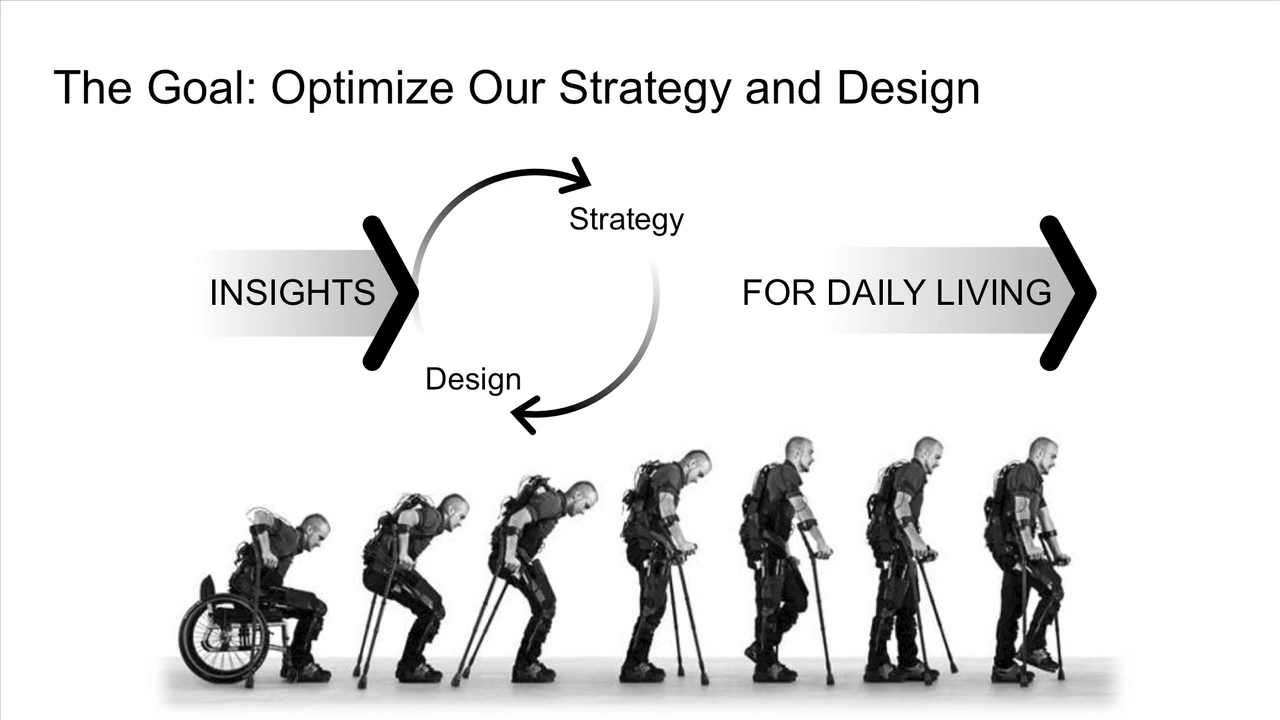 The Goal: Optimize Our Strategy and Design
Strategy
INSIGHTS
FOR DAILY LIVING
Design